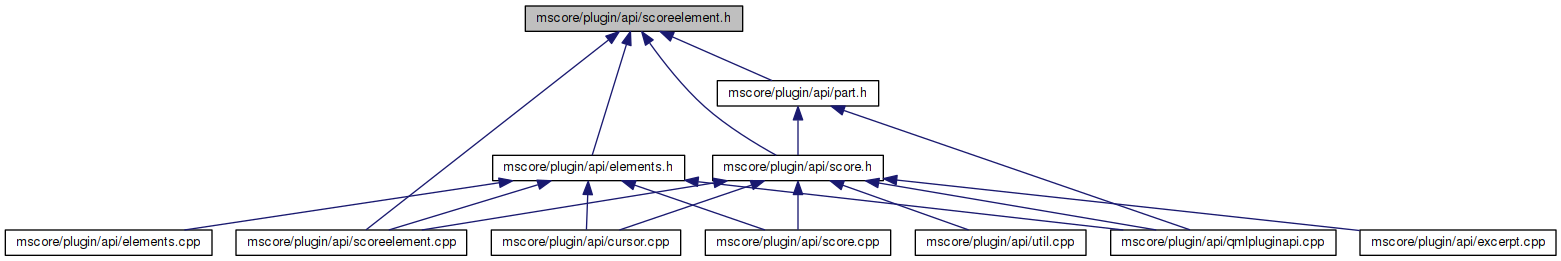 mscore/plugin/api/scoreelement.h
mscore/plugin/api/part.h
mscore/plugin/api/elements.h
mscore/plugin/api/score.h
mscore/plugin/api/elements.cpp
mscore/plugin/api/scoreelement.cpp
mscore/plugin/api/cursor.cpp
mscore/plugin/api/score.cpp
mscore/plugin/api/util.cpp
mscore/plugin/api/qmlpluginapi.cpp
mscore/plugin/api/excerpt.cpp